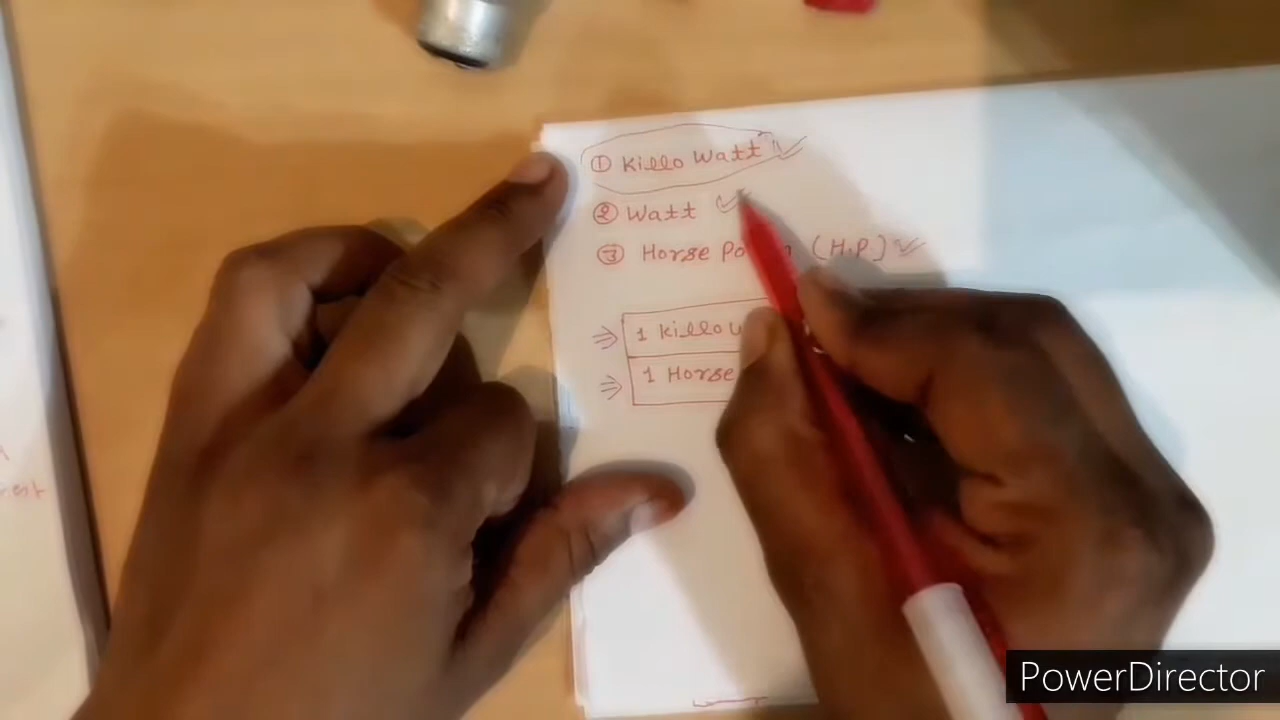 ① Killo Watt
② Watt
③ Horse Po (H.P.)
⇒ 1 Killo W
⇒ 1 Horse
PowerDirector